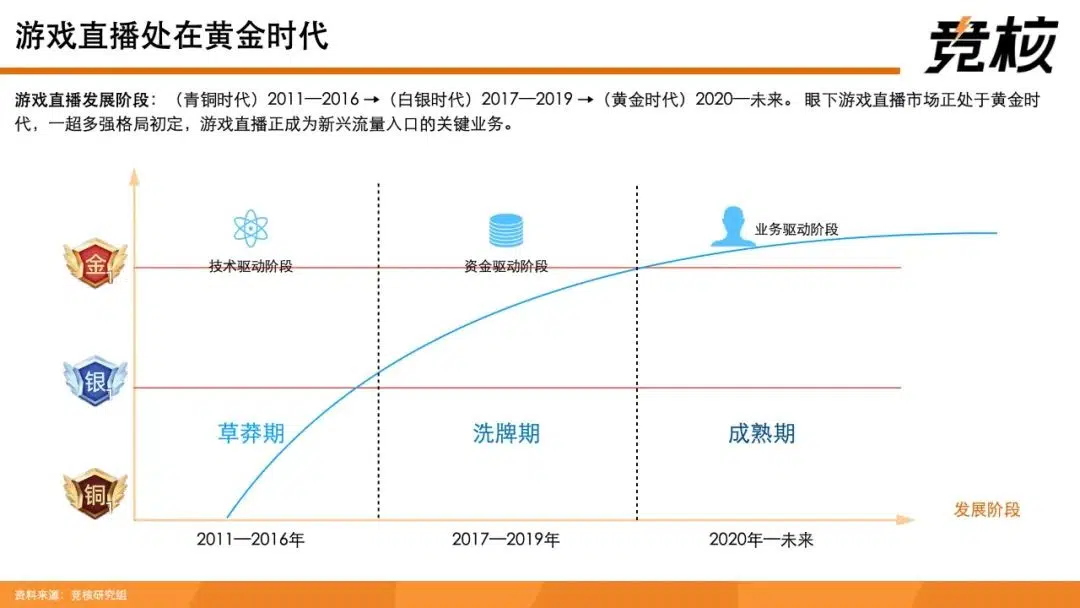 游戏直播处在黄金时代
竞核
游戏直播发展阶段：（青铜时代）2011—2016→（白银时代）2017—2019→（黄金时代）2020—未来。眼下游戏直播市场正处于黄金时
代，一超多强格局初定，游戏直播正成为新兴流量入口的关键业务。
业务驱动阶段
金
技术驱动阶段
资金驱动阶段
银
草莽期
洗牌期
成熟期
铜
发展阶段
2011—2016年
2017—2019年
2020年—未来
资料来源：竞核研究组